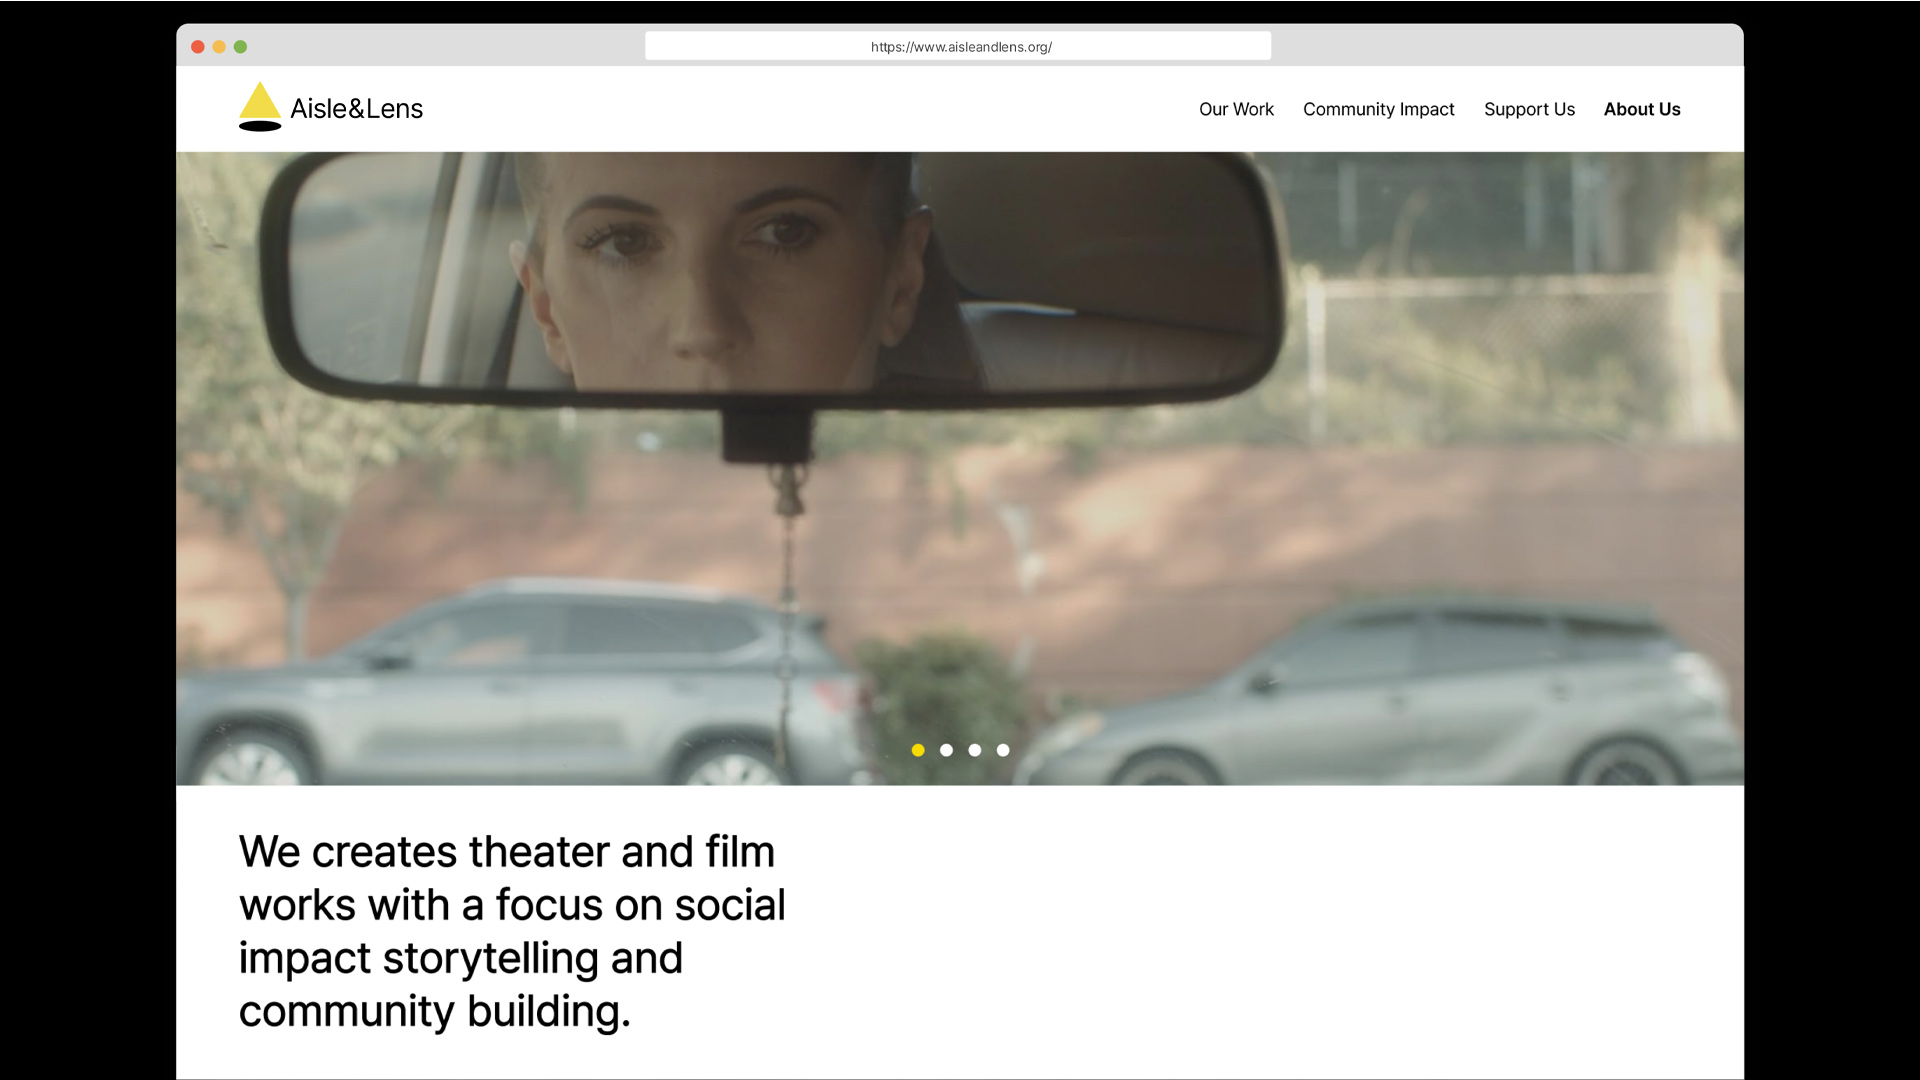 https://www.aisleandlens.org/
Aisle&Lens
Our Work
Community Impact
Support Us
About Us
We creates theater and film
works with a focus on social
impact storytelling and
community building.